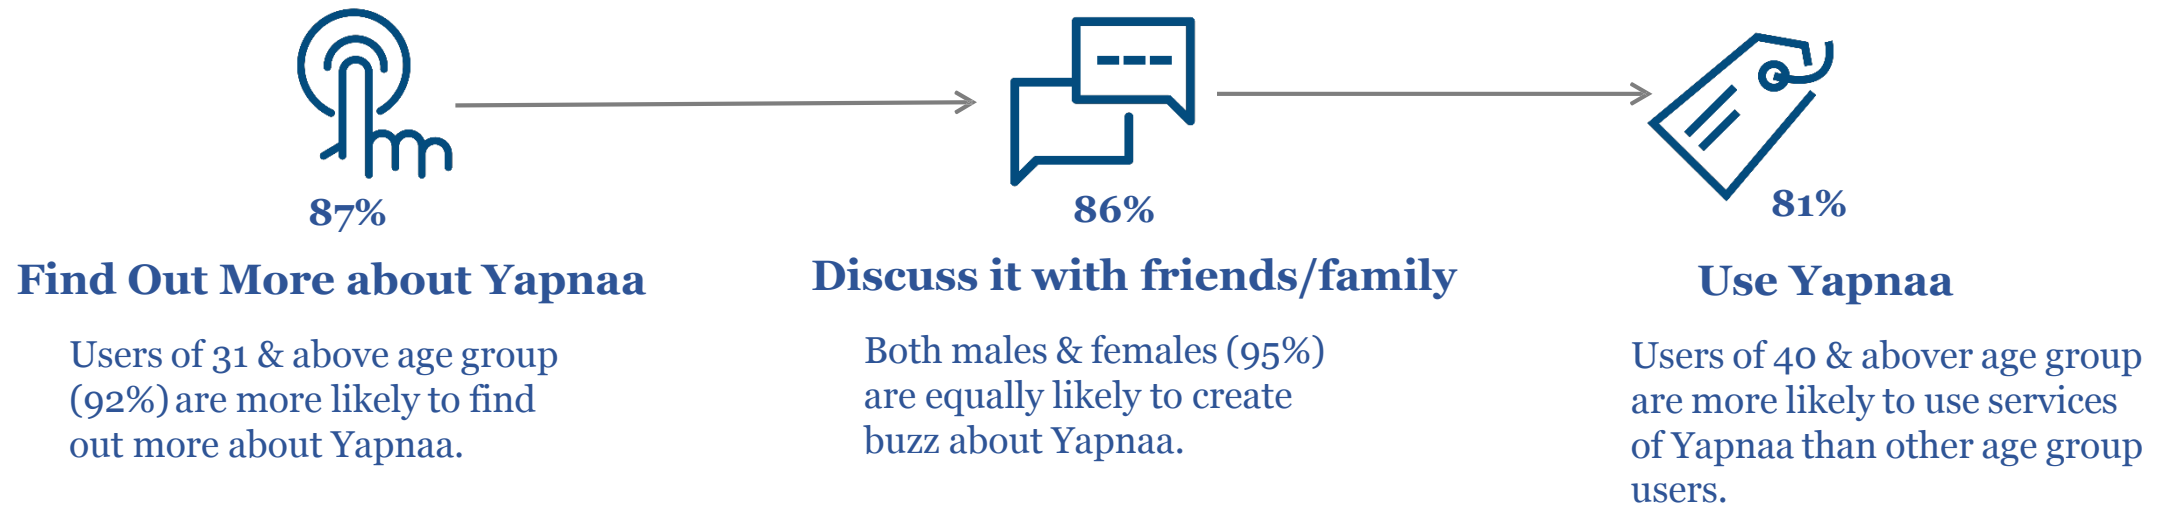 87%
Find Out More about Yapnaa
Users of 31 & above age group
(92%) are more likely to find
out more about Yapnaa.
86%
Discuss it with friends/family
Both males & females (95%)
are equally likely to create
buzz about Yapnaa.
81%
Use Yapnaa
Users of 40 & abover age group
are more likely to use services
of Yapnaa than other age group
users.